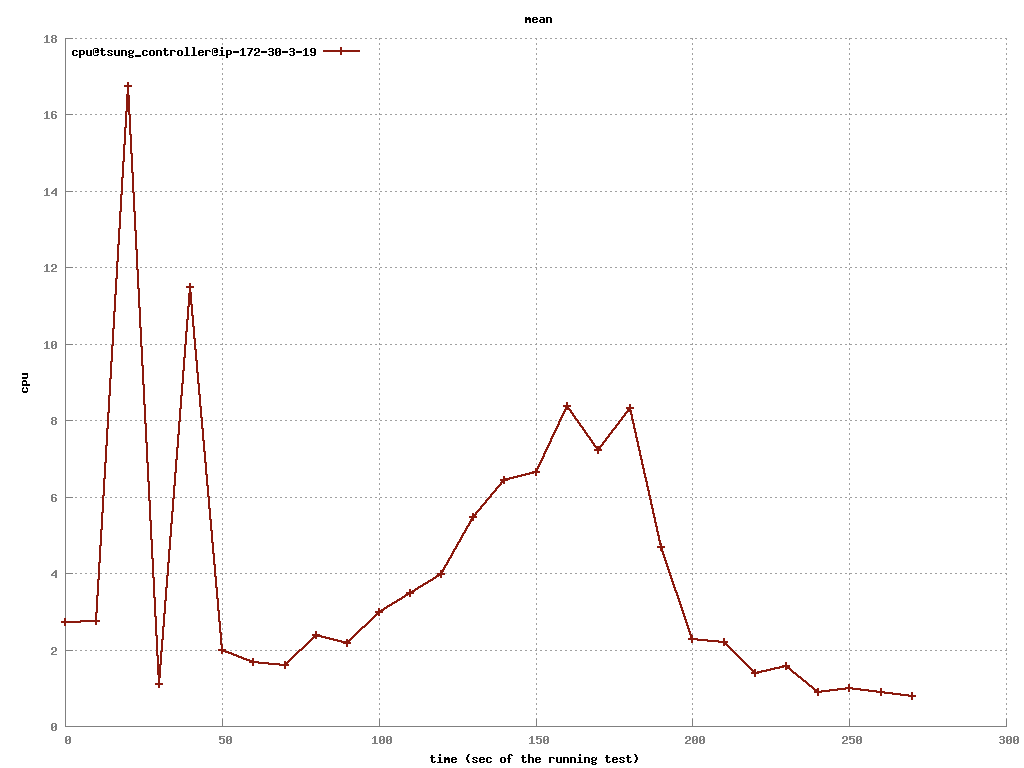 mean
18
cpu@tsung_controller@ip-172-30-3-19
16
14
12
10
cpu
8
6
4
2
0
0 50 100 150 200 250 300
time (sec of the running test)